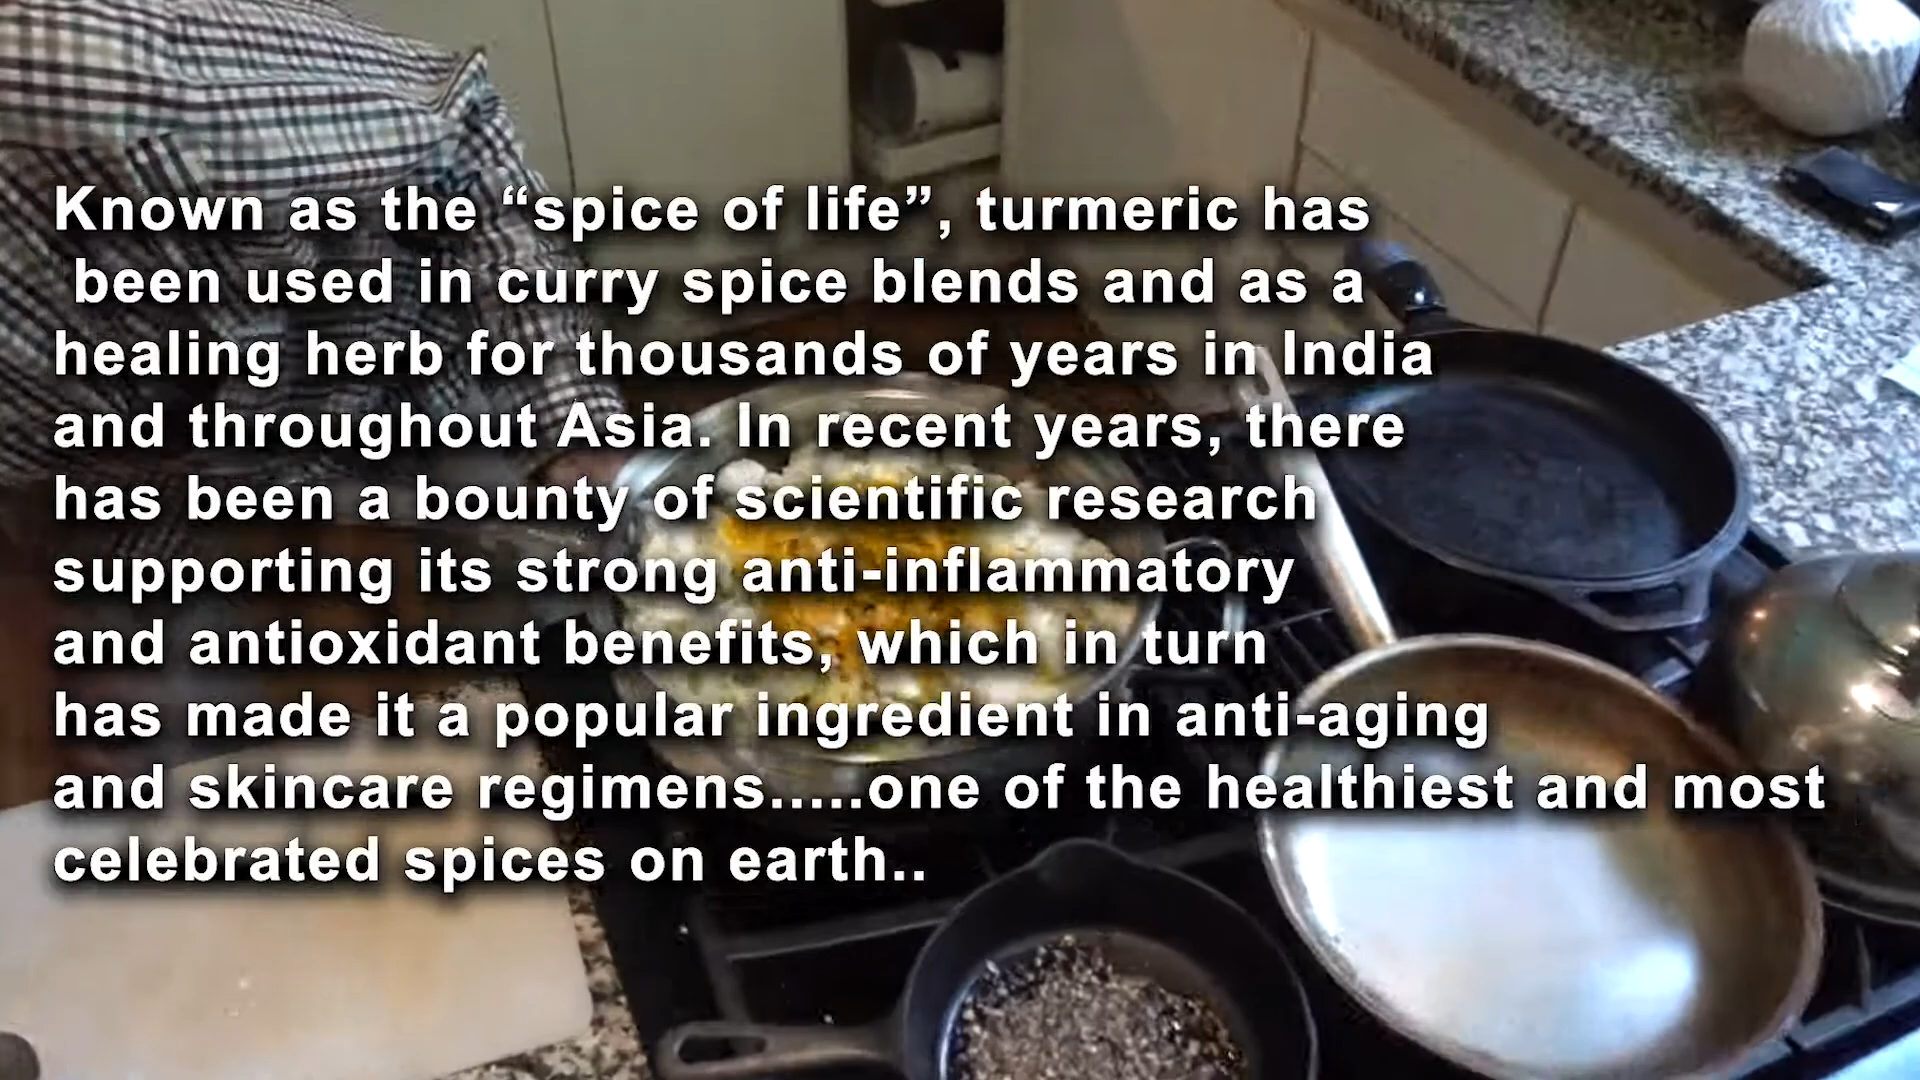 Known as the “spice of life”, turmeric has
been used in curry spice blends and as a
healing herb for thousands of years in India
and throughout Asia. In recent years, there
has been a bounty of scientific research
supporting its strong anti-inflammatory
and antioxidant benefits, which in turn
has made it a popular ingredient in anti-aging
and skincare regimens.....one of the healthiest and most
celebrated spices on earth..